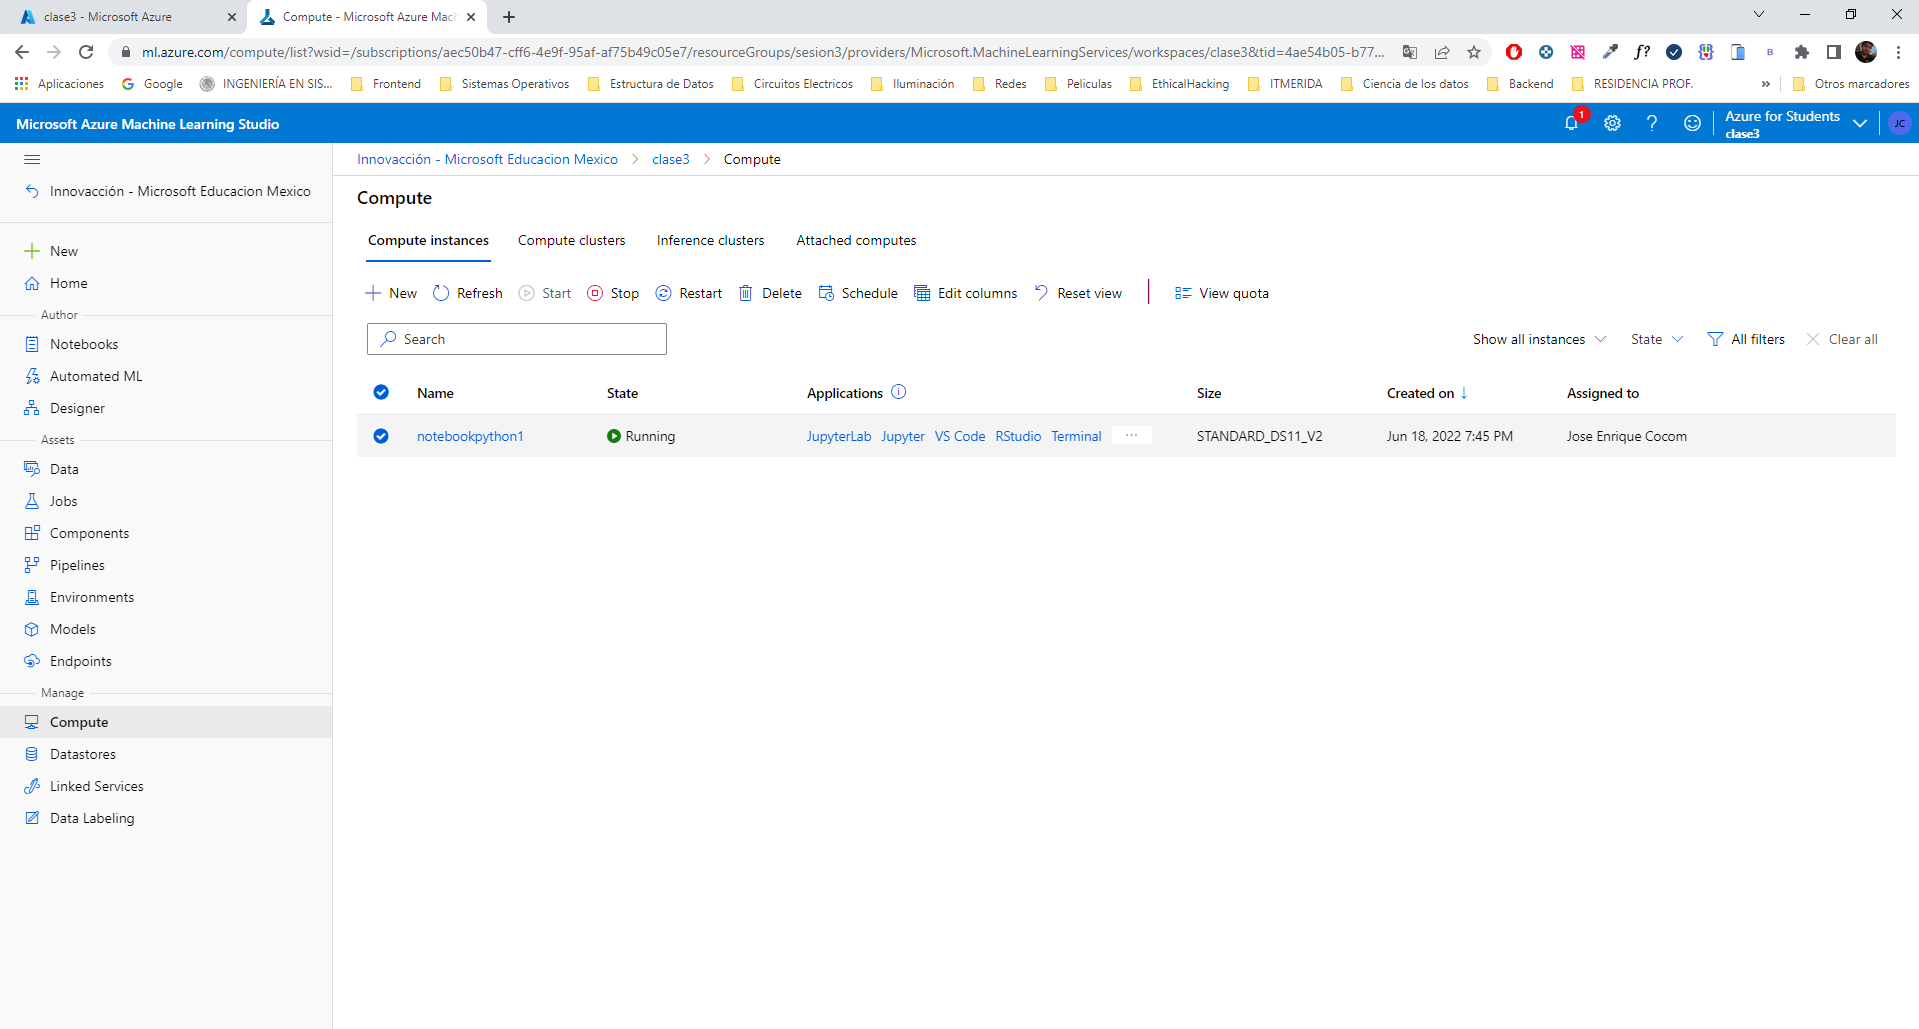 clase3 - Microsoft Azure
Compute - Microsoft Azure Mach
ml.azure.com/compute/list?wsid=/subscriptions/aec50b47-cff6-4e9f-95af-af75b49c05e7/resourceGroups/sesion3/providers/Microsoft.MachineLearningServices/workspaces/clase3&tid=4ae54b05-b77...
f?
B
Aplicaciones Google INGENIERÍA EN SIS... Frontend Sistemas Operativos Estructura de Datos Circuitos Electricos Iluminación Redes Peliculas EthicalHacking ITMERIDA Ciencia de los datos Backend RESIDENCIA PROF. » Otros marcadores
Microsoft Azure Machine Learning Studio
1
Azure for Students
clase3
JC
Innovacción - Microsoft Educacion Mexico
New
Home
Author
Notebooks
Automated ML
Designer
Assets
Data
Jobs
Components
Pipelines
Environments
Models
Endpoints
Manage
Compute
Datastores
Linked Services
Data Labeling
Innovacción - Microsoft Educacion Mexico > clase3 > Compute
Compute
Compute instances Compute clusters Inference clusters Attached computes
New Refresh Start Stop Restart Delete Schedule Edit columns Reset view View quota
Search
Show all instances State All filters Clear all
Name State Applications Size Created on ↓ Assigned to
notebookpython1 Running JupyterLab Jupyter VS Code RStudio Terminal ... STANDARD_DS11_V2 Jun 18, 2022 7:45 PM Jose Enrique Cocom